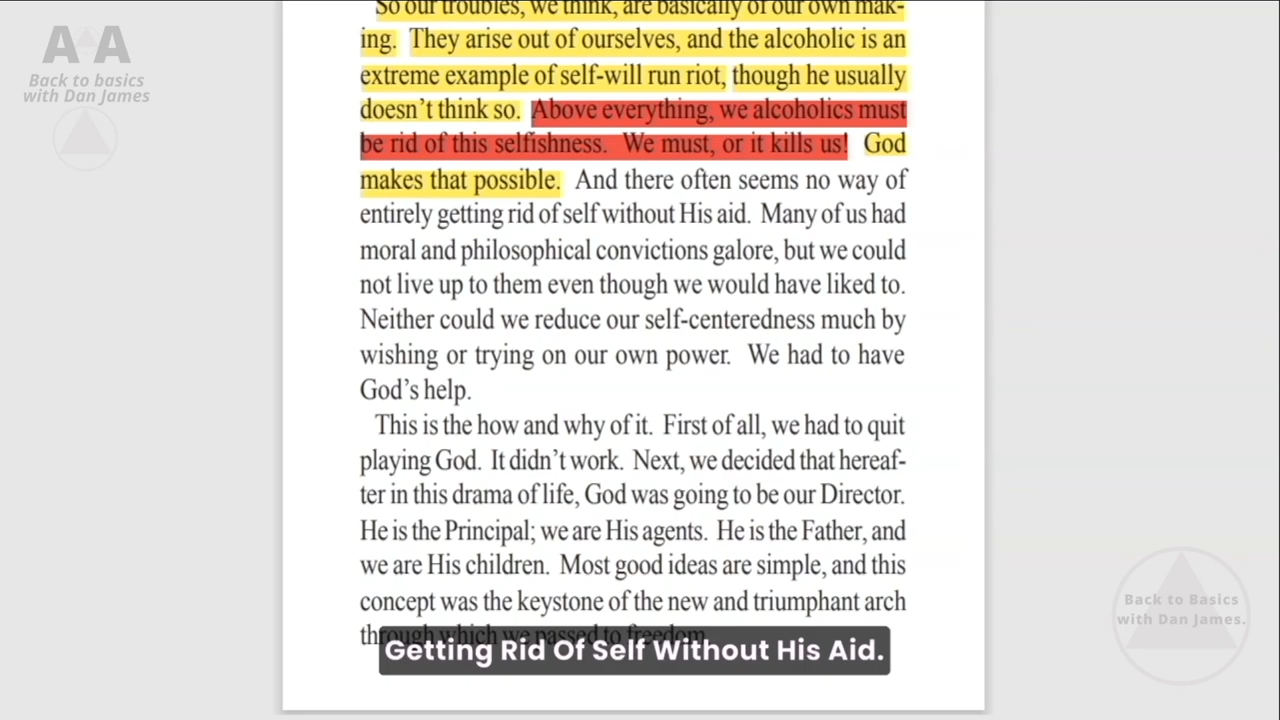 AA
Back to basics
with Dan James
So our troubles, we think, are basically of our own mak-
ing. They arise out of ourselves, and the alcoholic is an
extreme example of self-will run riot, though he usually
doesn't think so. Above everything, we alcoholics must
be rid of this selfishness. We must, or it kills us! God
makes that possible. And there often seems no way of
entirely getting rid of self without His aid. Many of us had
moral and philosophical convictions galore, but we could
not live up to them even though we would have liked to.
Neither could we reduce our self-centeredness much by
wishing or trying on our own power. We had to have
God's help.
This is the how and why of it. First of all, we had to quit
playing God. It didn't work. Next, we decided that hereaf-
ter in this drama of life, God was going to be our Director.
He is the Principal; we are His agents. He is the Father, and
we are His children. Most good ideas are simple, and this
concept was the keystone of the new and triumphant arch
through which we passed to freedom.
Getting Rid Of Self Without His Aid.
Back to Basics
with Dan James.